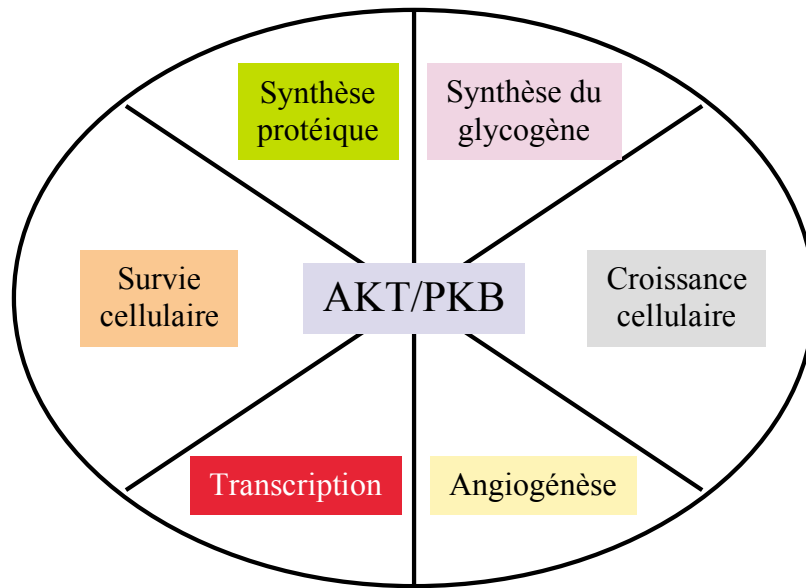 Synthèse
protéique
Synthèse du
glycogène
Survie
cellulaire
AKT/PKB
Croissance
cellulaire
Transcription
Angiogénèse